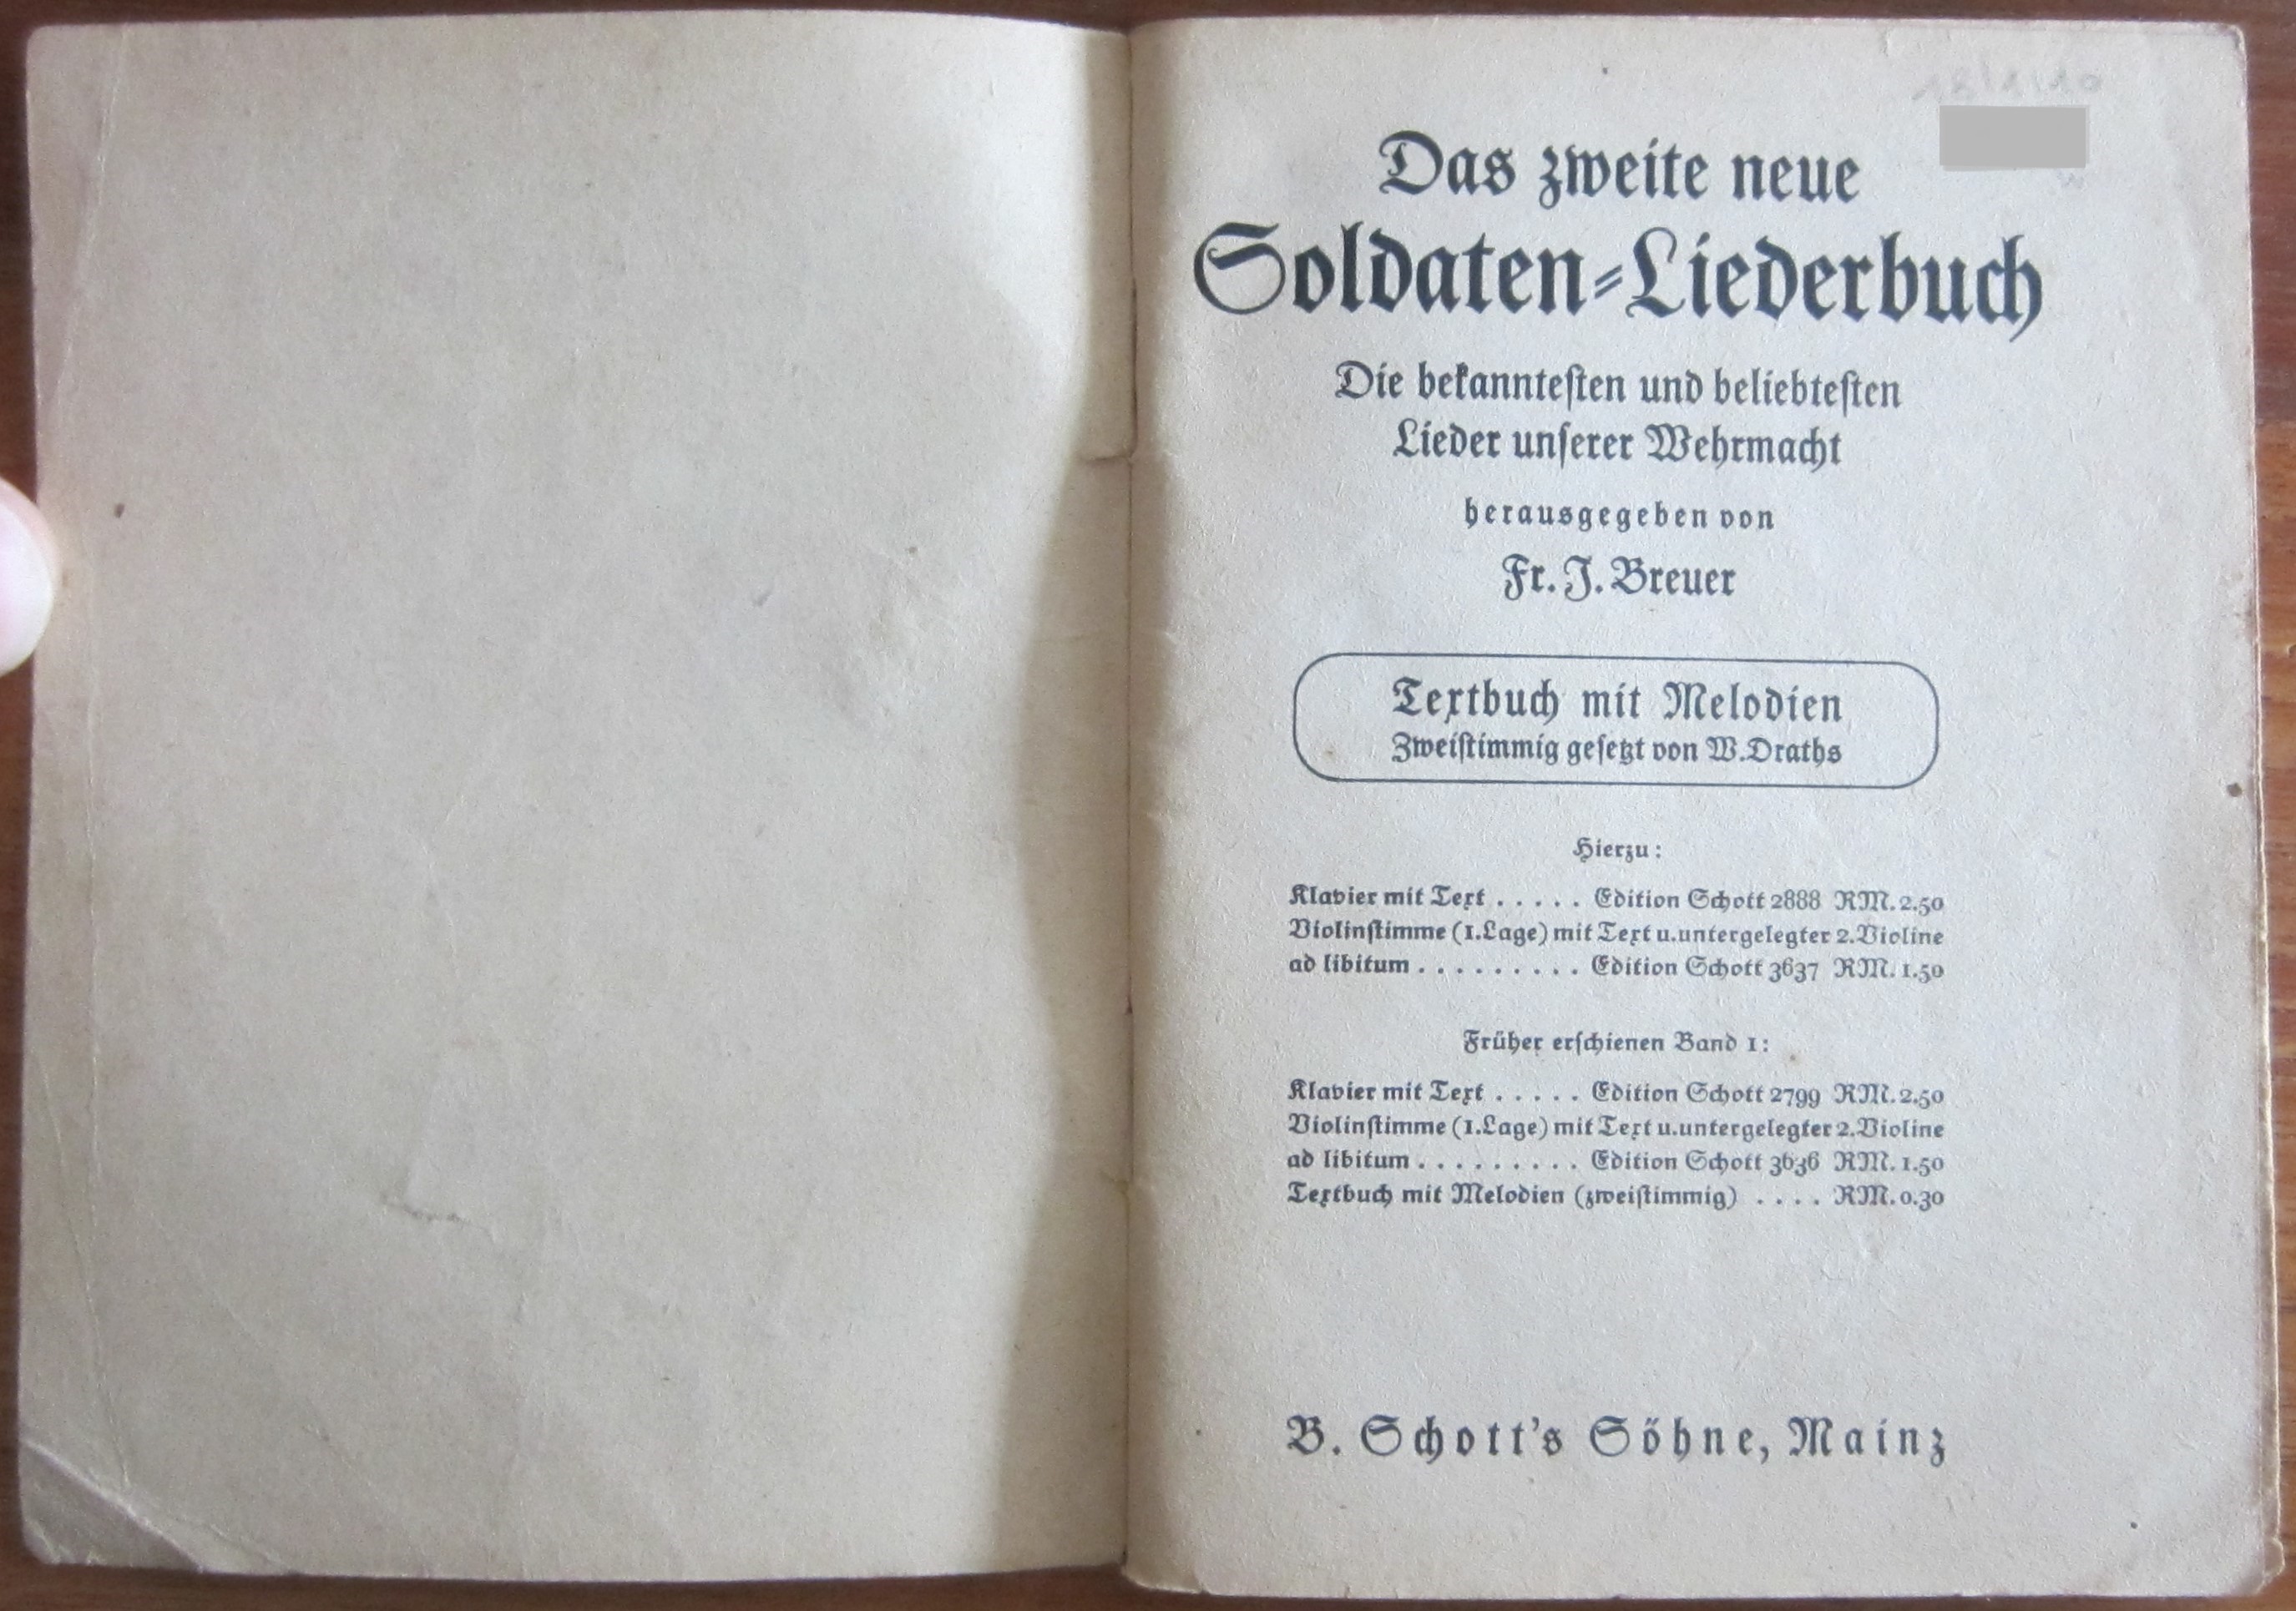 Das zweite neue
Soldaten-Liederbuch
Die bekanntesten und beliebtesten
Lieder unserer Wehrmacht
herausgegeben von
Fr. J. Breuer
Textbuch mit Melodien
Zweistimmig gesetzt von W. Draths
Hierzu:
Klavier mit Text . . . . . Edition Schott 2888 RM. 2.50
Violinstimme (1. Lage) mit Text u. untergelegter 2. Violine
ad libitum . . . . . . . . . Edition Schott 3637 RM. 1.50
Früher erschienen Band 1:
Klavier mit Text . . . . . Edition Schott 2799 RM. 2.50
Violinstimme (1. Lage) mit Text u. untergelegter 2. Violine
ad libitum . . . . . . . . . Edition Schott 3636 RM. 1.50
Textbuch mit Melodien (zweistimmig) . . . . RM. 0.30
B. Schott's Söhne, Mainz